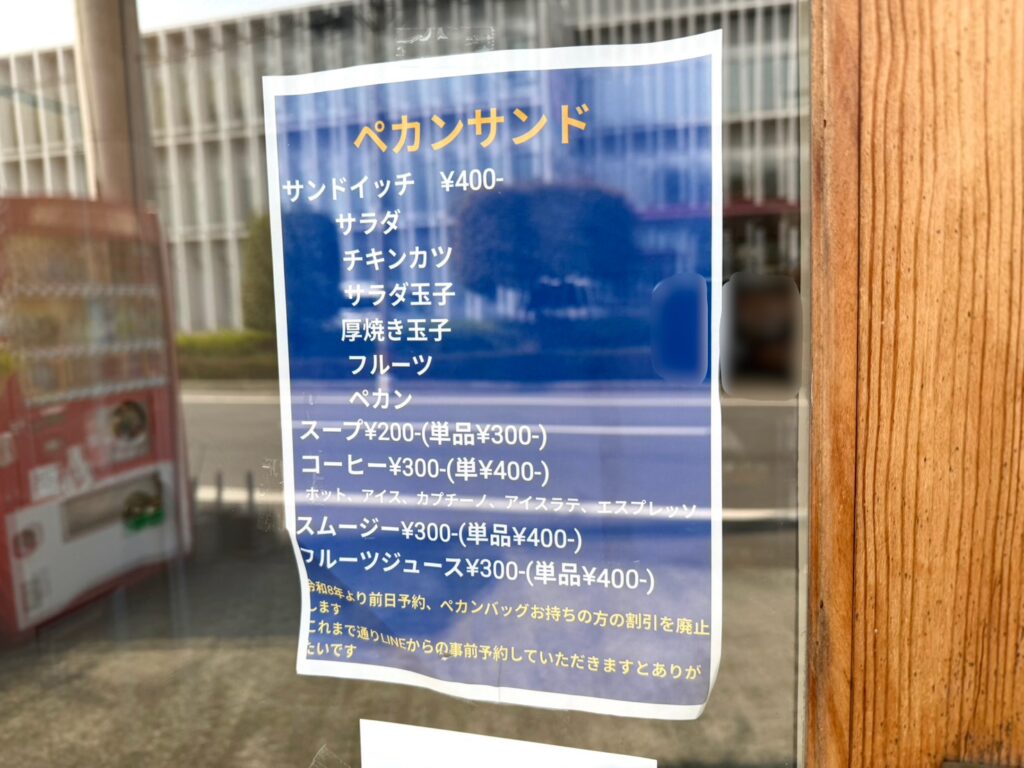 ペカンサンド
サンドイッチ ¥400-
サラダ
チキンカツ
サラダ玉子
厚焼き玉子
フルーツ
ペカン
スープ¥200-(単品¥300-)
コーヒー¥300-(単¥400-)
ホット、アイス、カプチーノ、アイスラテ、エスプレッソ
スムージー¥300-(単品¥400-)
フルーツジュース¥300-(単品¥400-)
令和8年より前日予約、ペカンバッグお持ちの方の割引を廃止
します
これまで通りLINEからの事前予約していただきますとありが
たいです